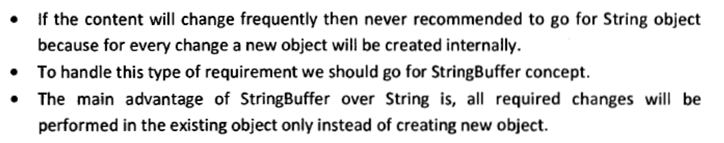 • If the content will change frequently then never recommended to go for String object
because for every change a new object will be created internally.
• To handle this type of requirement we should go for StringBuffer concept.
• The main advantage of StringBuffer over String is, all required changes will be
performed in the existing object only instead of creating new object.